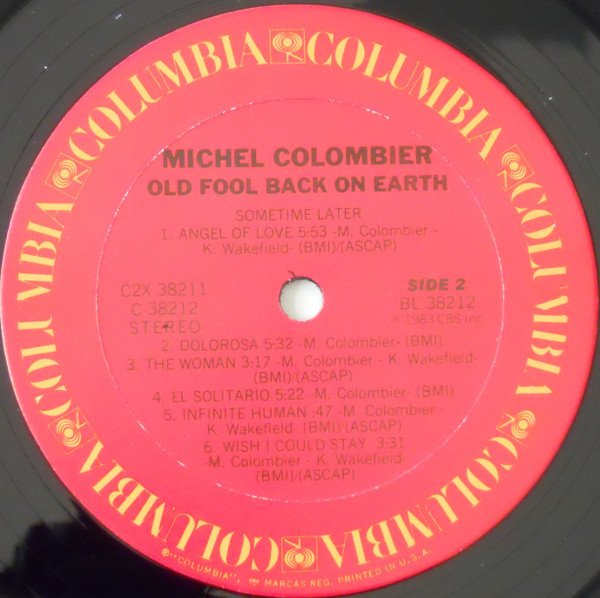 COLUMBIA COLUMBIA COLUMBIA COLUMBIA COLUMBIA COLUMBIA
MICHEL COLOMBIER
OLD FOOL BACK ON EARTH
SOMETIME LATER
1. ANGEL OF LOVE 5:53 -M. Colombier -
K. Wakefield- (BMI)/(ASCAP)
C2X 38211
C 38212
STEREO
SIDE 2
BL 38212
℗ 1983 CBS Inc.
2. DOLOROSA 5:32 -M. Colombier- (BMI)
3. THE WOMAN 3:17 -M. Colombier - K. Wakefield-
(BMI)/(ASCAP)
4. EL SOLITARIO 5:22 -M. Colombier- (BMI)
5. INFINITE HUMAN :47 -M. Colombier -
K. Wakefield- (BMI)/(ASCAP)
6. WISH I COULD STAY 3:31
-M. Colombier - K. Wakefield-
(BMI)/(ASCAP)
® "COLUMBIA", MARCAS REG. PRINTED IN U.S.A.